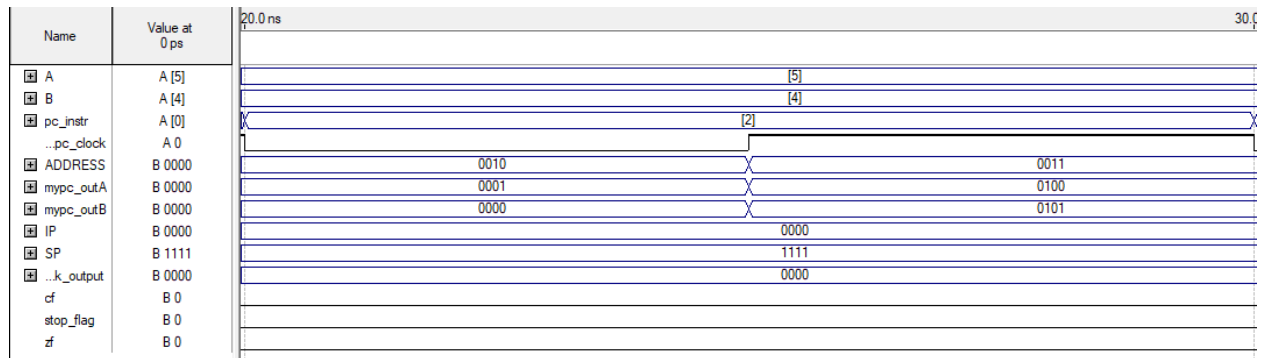 Name Value at 0 ps 20.0 ns 30.0
A A [5] [5]
B A [4] [4]
pc_instr A [0] [2]
...pc_clock A 0
ADDRESS B 0000 0010 0011
mypc_outA B 0000 0001 0100
mypc_outB B 0000 0000 0101
IP B 0000 0000
SP B 1111 1111
...k_output B 0000 0000
cf B 0
stop_flag B 0
zf B 0